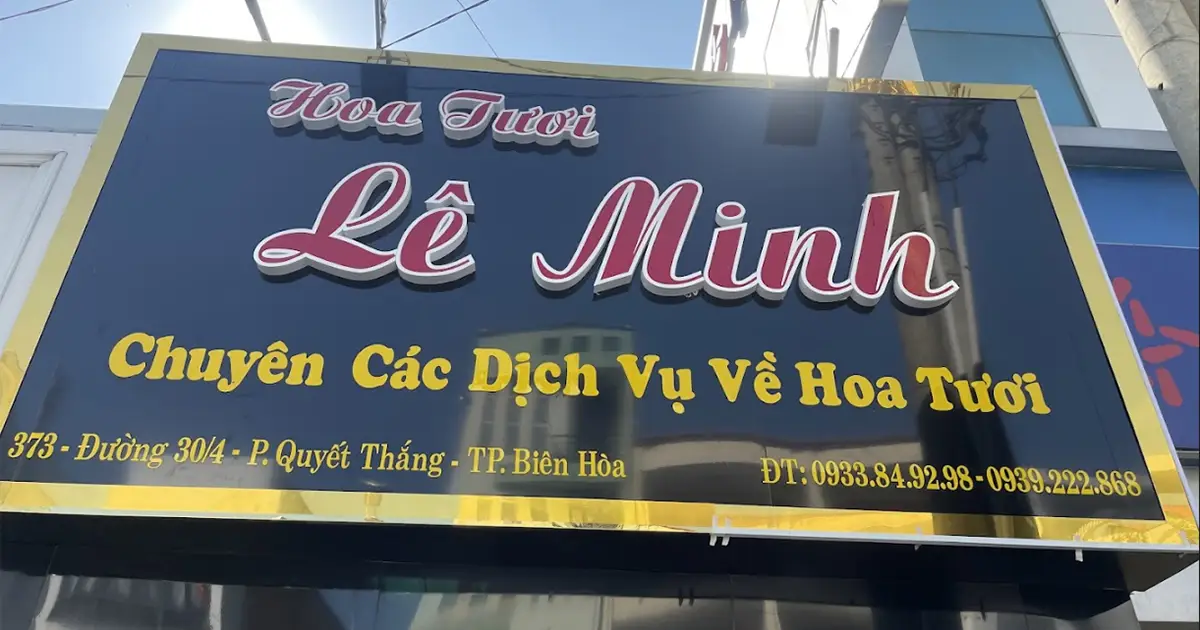 Hoa Tươi
Lê Minh
Chuyên Các Dịch Vụ Về Hoa Tươi
373 - Đường 30/4 - P. Quyết Thắng - TP. Biên Hòa
ĐT: 0933.84.92.98 - 0939.222.868